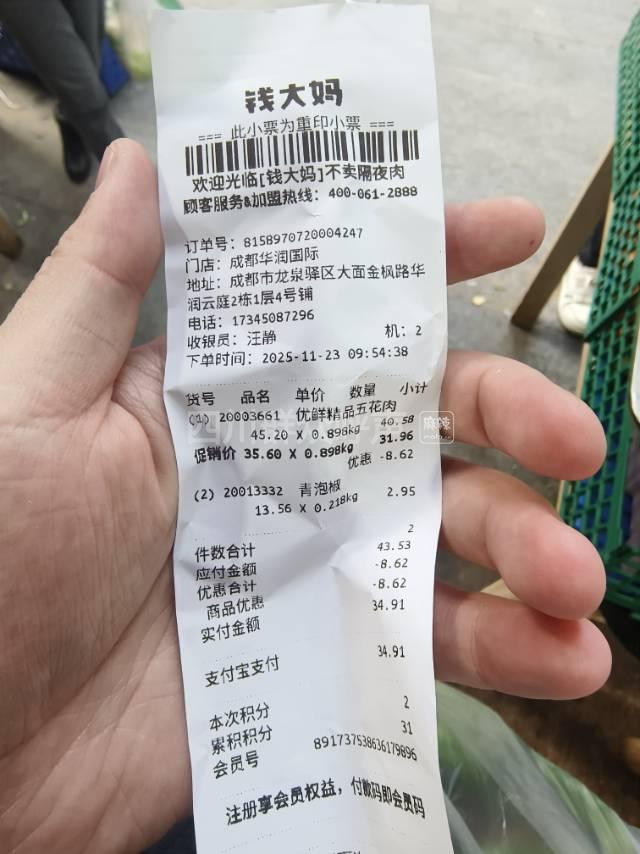 钱大妈
=== 此小票为重印小票 ===
欢迎光临[钱大妈]不卖隔夜肉
顾客服务&加盟热线: 400-061-2888
订单号: 8158970720004247
门店: 成都华润国际
地址: 成都市龙泉驿区大面金枫路华
润云庭2栋1层4号铺
电话: 17345087296
收银员: 汪静 机: 2
下单时间: 2025-11-23 09:54:38
货号 品名 单价 数量 小计
(1) 20003661 优鲜精品五花肉
45.20 X 0.898kg 40.58
促销价 35.60 X 0.898kg 31.96
优惠 -8.62
(2) 20013332 青泡椒
13.56 X 0.218kg 2.95
件数合计 2
应付金额 43.53
优惠合计 -8.62
商品优惠 -8.62
实付金额 34.91
支付宝支付 34.91
本次积分 2
累积积分 31
会员号 891737538636179896
注册享会员权益，付款码即会员码
四川
麻辣